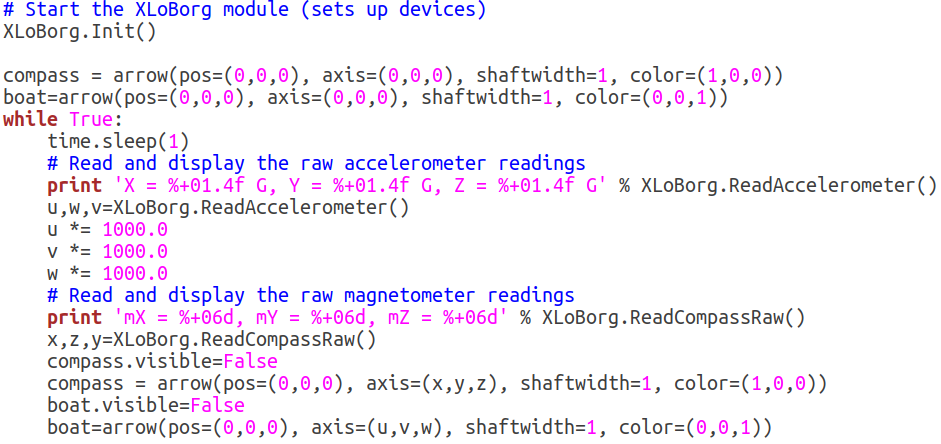 # Start the XLoBorg module (sets up devices)
XLoBorg.Init()

compass = arrow(pos=(0,0,0), axis=(0,0,0), shaftwidth=1, color=(1,0,0))
boat=arrow(pos=(0,0,0), axis=(0,0,0), shaftwidth=1, color=(0,0,1))
while True:
    time.sleep(1)
    # Read and display the raw accelerometer readings
    print 'X = %+01.4f G, Y = %+01.4f G, Z = %+01.4f G' % XLoBorg.ReadAccelerometer()
    u,w,v=XLoBorg.ReadAccelerometer()
    u *= 1000.0
    v *= 1000.0
    w *= 1000.0
    # Read and display the raw magnetometer readings
    print 'mX = %+06d, mY = %+06d, mZ = %+06d' % XLoBorg.ReadCompassRaw()
    x,z,y=XLoBorg.ReadCompassRaw()
    compass.visible=False
    compass = arrow(pos=(0,0,0), axis=(x,y,z), shaftwidth=1, color=(1,0,0))
    boat.visible=False
    boat=arrow(pos=(0,0,0), axis=(u,v,w), shaftwidth=1, color=(0,0,1))